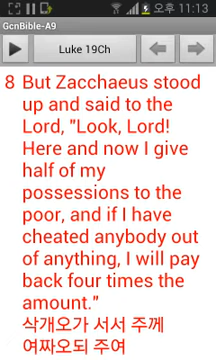 오후 11:13
GcnBible-A9
Luke 19Ch
8 But Zacchaeus stood
up and said to the
Lord, "Look, Lord!
Here and now I give
half of my
possessions to the
poor, and if I have
cheated anybody out
of anything, I will pay
back four times the
amount."
삭개오가 서서 주께
여짜오되 주여